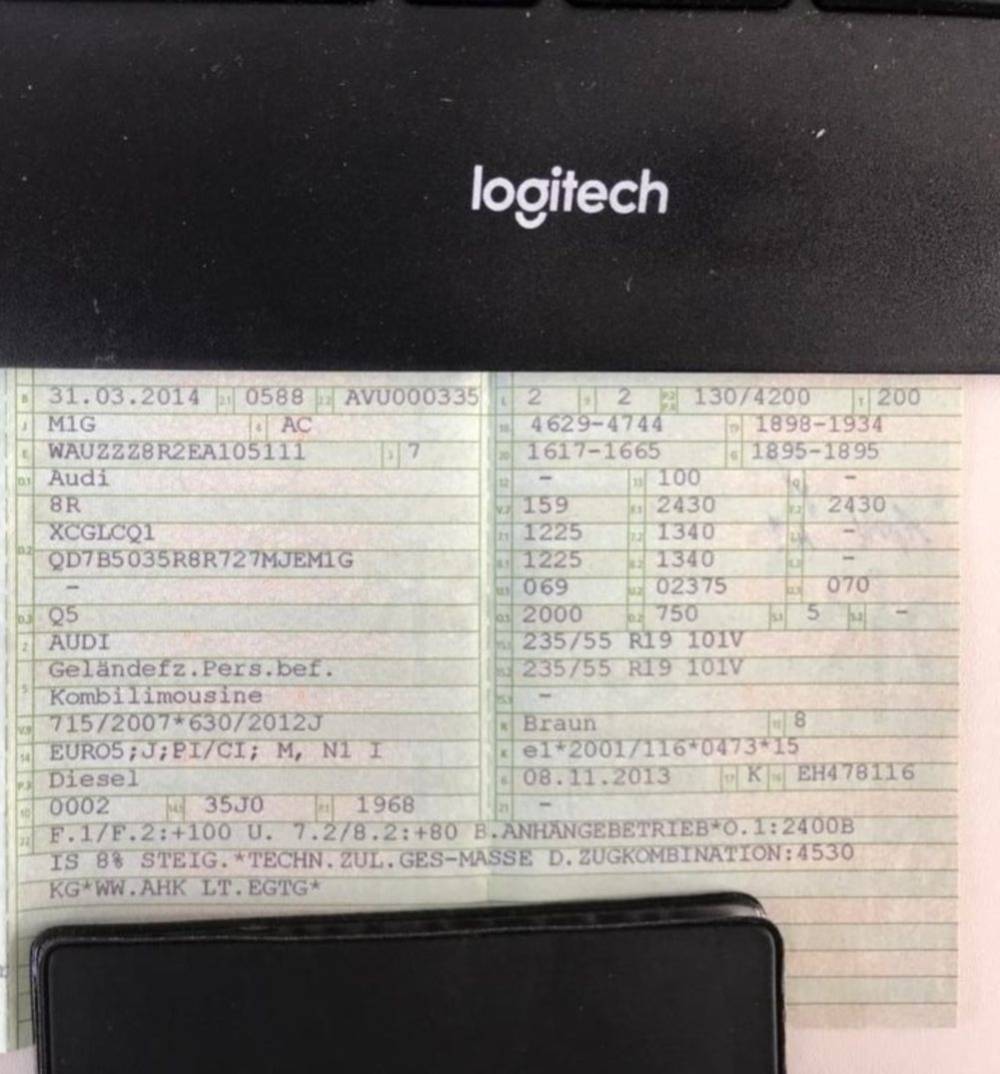 logitech
31.03.2014 0588 AVU000335 2 2 130/4200 200
M1G AC 4629-4744 1898-1934
WAUZZZ8R2EA105111 7 1617-1665 1895-1895
Audi - 100 -
8R 159 2430 2430
XCGLCQ1 1225 1340 -
QD7B5035R8R727MJEM1G 1225 1340 -
- 069 02375 070
Q5 2000 750 5 -
AUDI 235/55 R19 101V
Geländefz.Pers.bef. 235/55 R19 101V
Kombilimousine -
715/2007*630/2012J Braun 8
EURO5;J;PI/CI; M, N1 I e1*2001/116*0473*15
Diesel 08.11.2013 K EH478116
0002 35J0 1968 -
F.1/F.2:+100 U. 7.2/8.2:+80 B.ANHÄNGEBETRIEB*O.1:2400B
IS 8% STEIG.*TECHN.ZUL.GES-MASSE D.ZUGKOMBINATION:4530
KG*WW.AHK LT.EGTG*